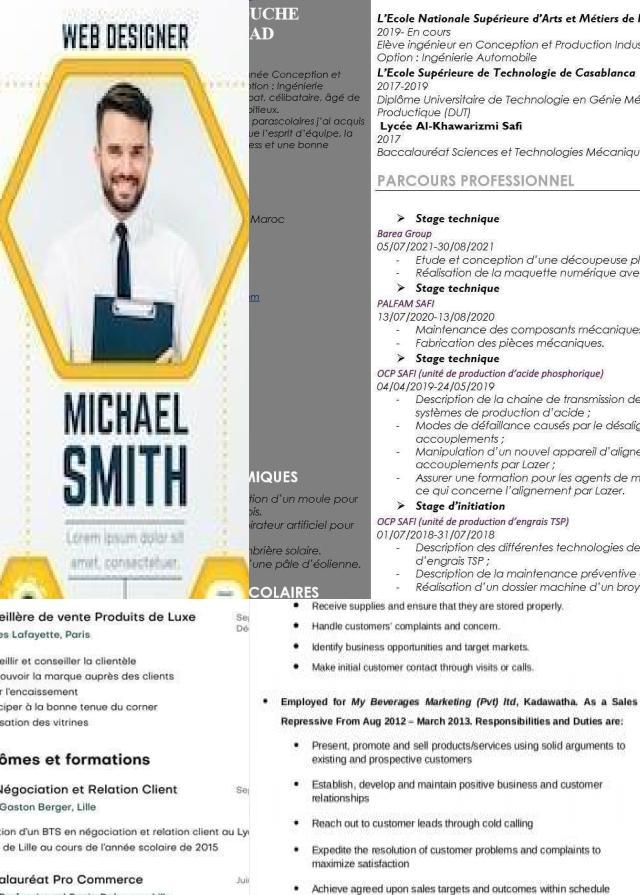 WEB DESIGNER
MICHAEL
SMITH
Lorem ipsum dolor sit
amet, consectetuer.
UCHE
AD
née Conception et
tion : Ingénierie
bat, célibataire, âgé de
bitieux.
parascolaires j'ai acquis
ue l'esprit d'équipe, la
ess et une bonne
Maroc
om
MIQUES
tion d'un moule pour
ois.
pirateur artificiel pour
mbrière solaire.
'une pâle d'éolienne.
SCOLAIRES
L'Ecole Nationale Supérieure d'Arts et Métiers de
2019- En cours
Elève ingénieur en Conception et Production Indus
Option : Ingénierie Automobile
L'Ecole Supérieure de Technologie de Casablanca
2017-2019
Diplôme Universitaire de Technologie en Génie Mé
Productique (DUT)
Lycée Al-Khawarizmi Safi
2017
Baccalauréat Sciences et Technologies Mécaniqu
PARCOURS PROFESSIONNEL
➢ Stage technique
Barea Group
05/07/2021-30/08/2021
- Etude et conception d'une découpeuse pl
- Réalisation de la maquette numérique ave
➢ Stage technique
PALFAM SAFI
13/07/2020-13/08/2020
- Maintenance des composants mécanique
- Fabrication des pièces mécaniques.
➢ Stage technique
OCP SAFI (unité de production d'acide phosphorique)
04/04/2019-24/05/2019
- Description de la chaine de transmission de
systèmes de production d'acide ;
- Modes de défaillance causés par le désalig
accouplements ;
- Manipulation d'un nouvel appareil d'aligne
accouplements par Lazer ;
- Assurer une formation pour les agents de m
ce qui concerne l'alignement par Lazer.
➢ Stage d'initiation
OCP SAFI (unité de production d'engrais TSP)
01/07/2018-31/07/2018
- Description des différentes technologies de
d'engrais TSP ;
- Description de la maintenance préventive
- Réalisation d'un dossier machine d'un broy
eillère de vente Produits de Luxe
Sep
es Lafayette, Paris
Dé
eillir et conseiller la clientèle
ouvoir la marque auprès des clients
r l'encaissement
ciper à la bonne tenue du corner
sation des vitrines
ômes et formations
Négociation et Relation Client
Sep
Gaston Berger, Lille
tion d'un BTS en négociation et relation client au Ly
de Lille au cours de l'année scolaire de 2015
alauréat Pro Commerce
Jui
• Receive supplies and ensure that they are stored properly.
• Handle customers' complaints and concern.
• Identify business opportunities and target markets.
• Make initial customer contact through visits or calls.
• Employed for My Beverages Marketing (Pvt) ltd, Kadawatha. As a Sales
Repressive From Aug 2012 – March 2013. Responsibilities and Duties are:
• Present, promote and sell products/services using solid arguments to
existing and prospective customers
• Establish, develop and maintain positive business and customer
relationships
• Reach out to customer leads through cold calling
• Expedite the resolution of customer problems and complaints to
maximize satisfaction
• Achieve agreed upon sales targets and outcomes within schedule